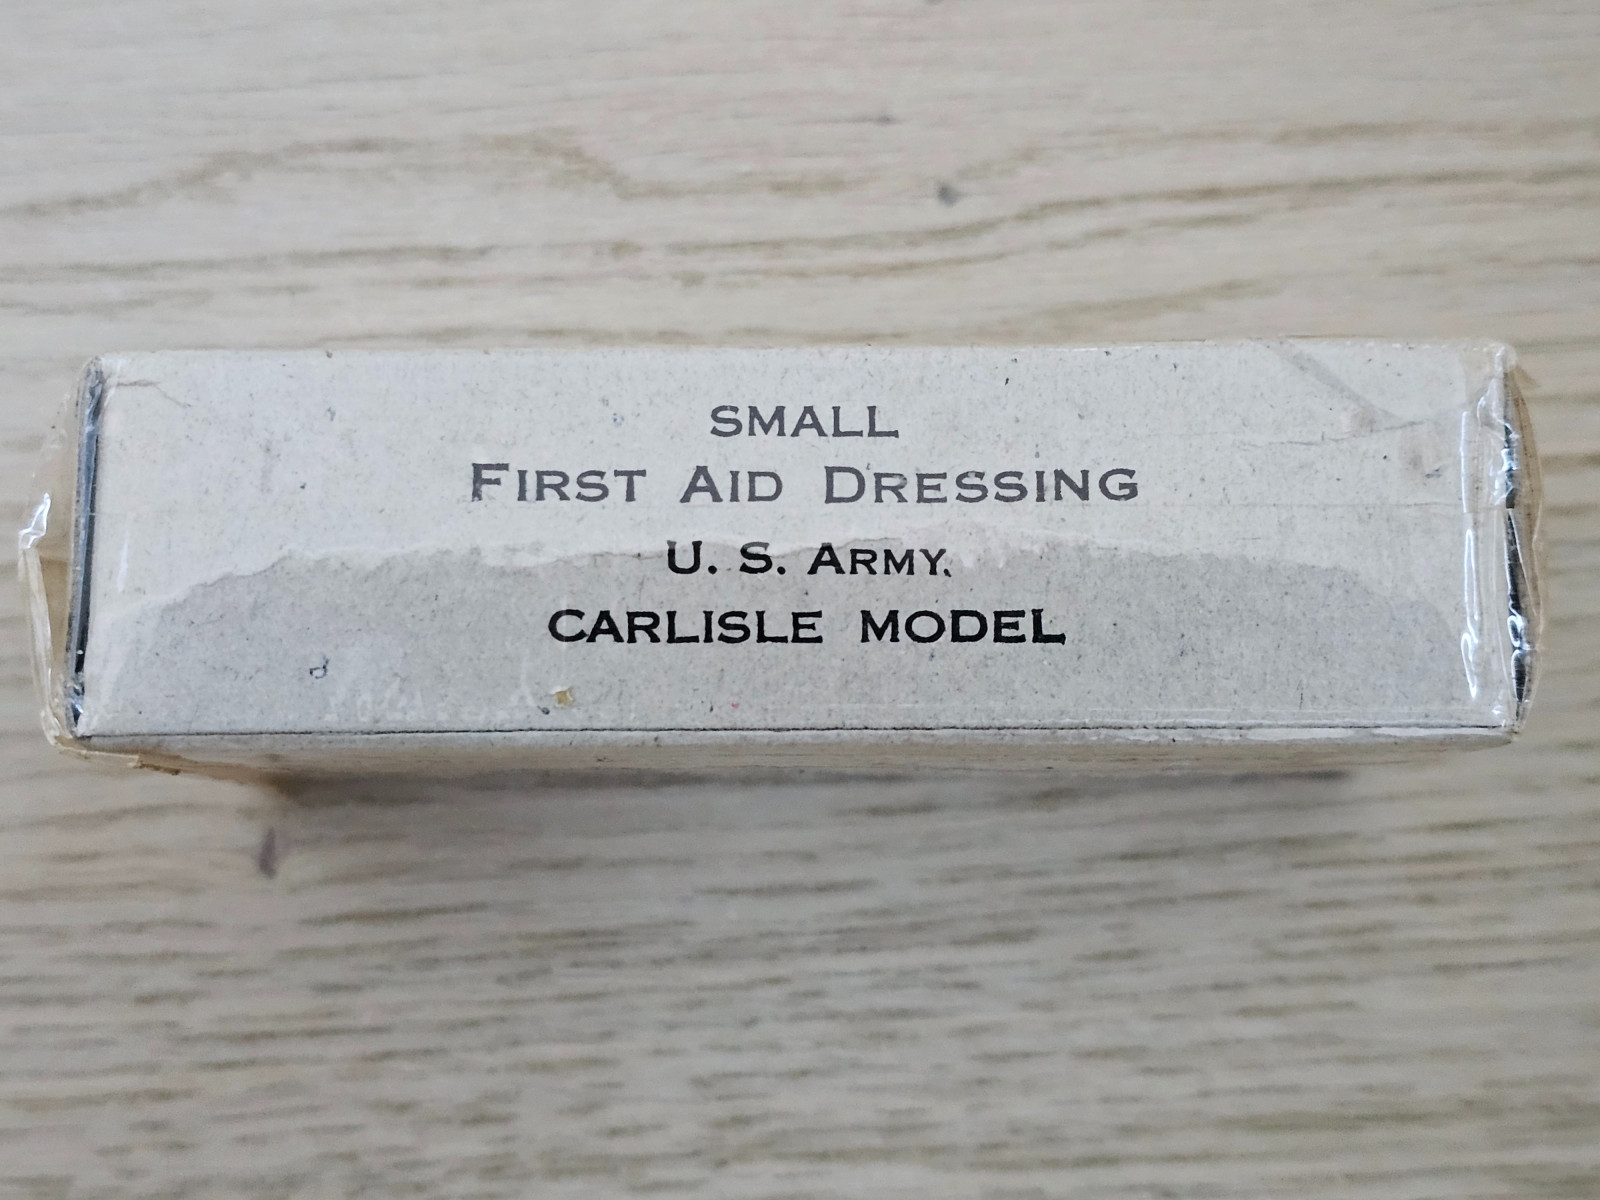 SMALL
FIRST AID DRESSING
U. S. ARMY.
CARLISLE MODEL